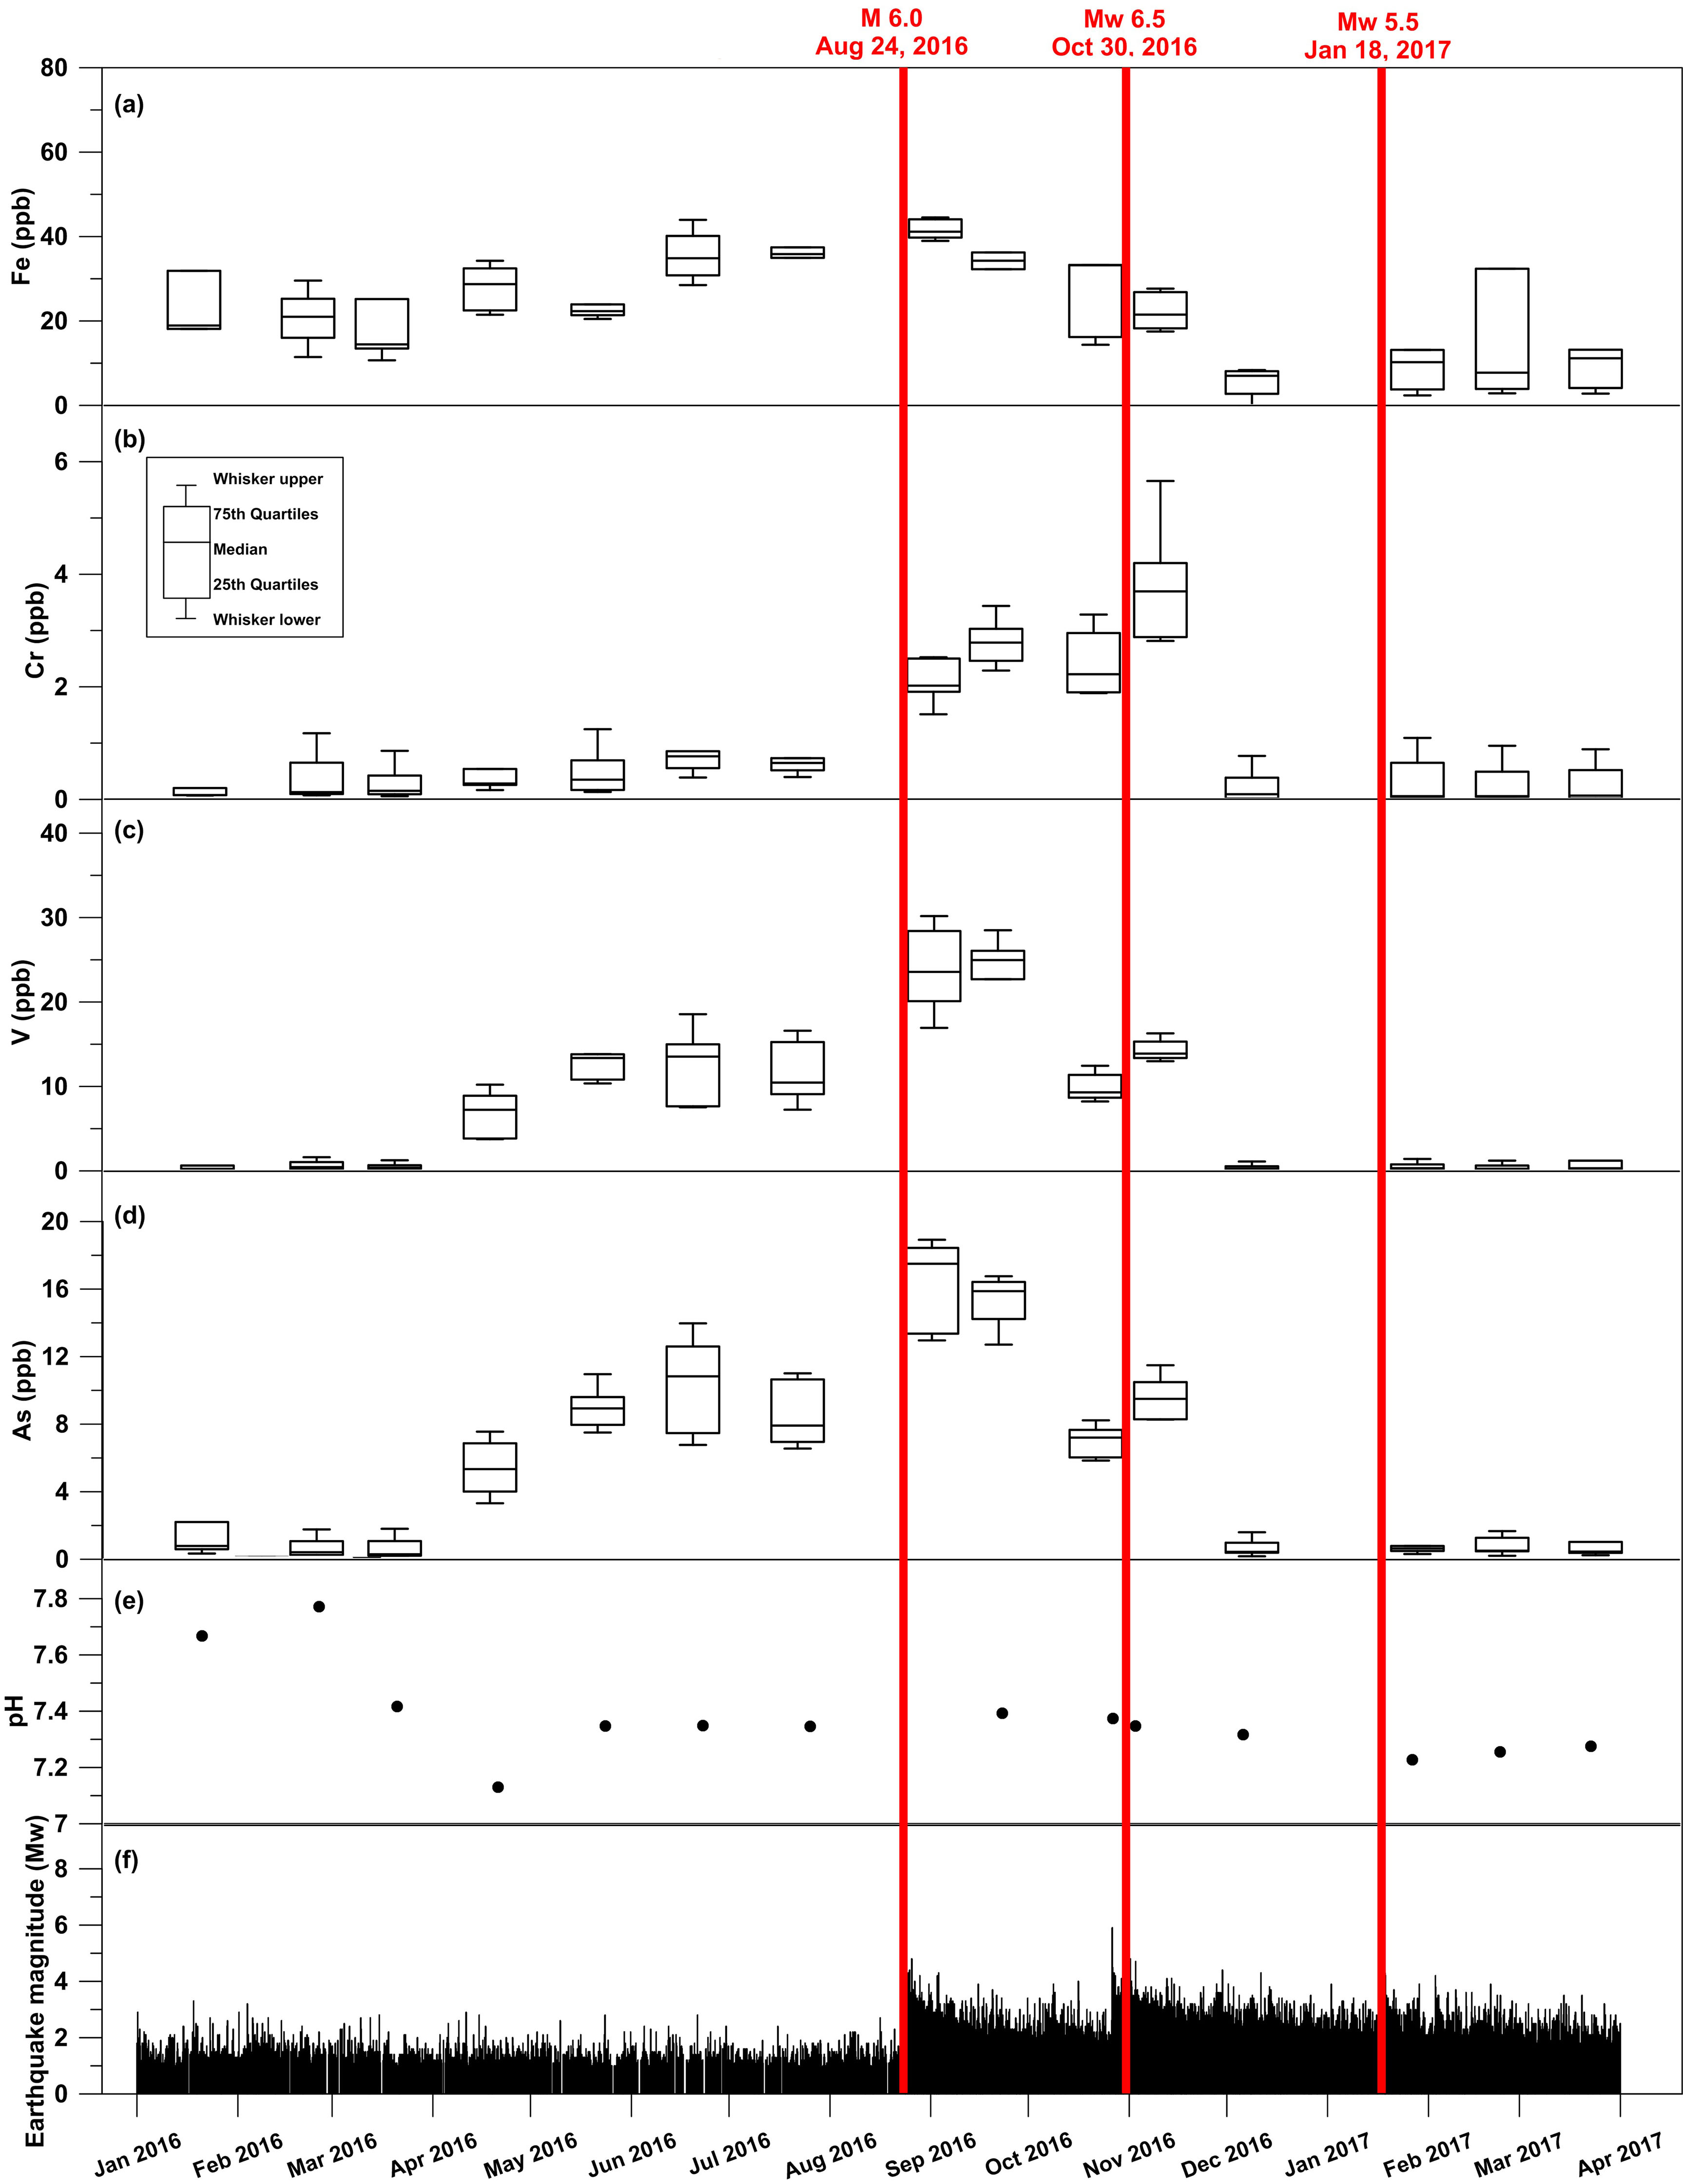 M 6.0
Aug 24, 2016
Mw 6.5
Oct 30. 2016
Mw 5.5
Jan 18, 2017
(a)
Fe (ppb)
80
60
40
20
0
(b)
Cr (ppb)
6
4
2
0
Whisker upper
75th Quartiles
Median
25th Quartiles
Whisker lower
(c)
V (ppb)
40
30
20
10
0
(d)
As (ppb)
20
16
12
8
4
0
(e)
pH
7.8
7.6
7.4
7.2
7
(f)
Earthquake magnitude (Mw)
8
6
4
2
0
Jan 2016
Feb 2016
Mar 2016
Apr 2016
May 2016
Jun 2016
Jul 2016
Aug 2016
Sep 2016
Oct 2016
Nov 2016
Dec 2016
Jan 2017
Feb 2017
Mar 2017
Apr 2017